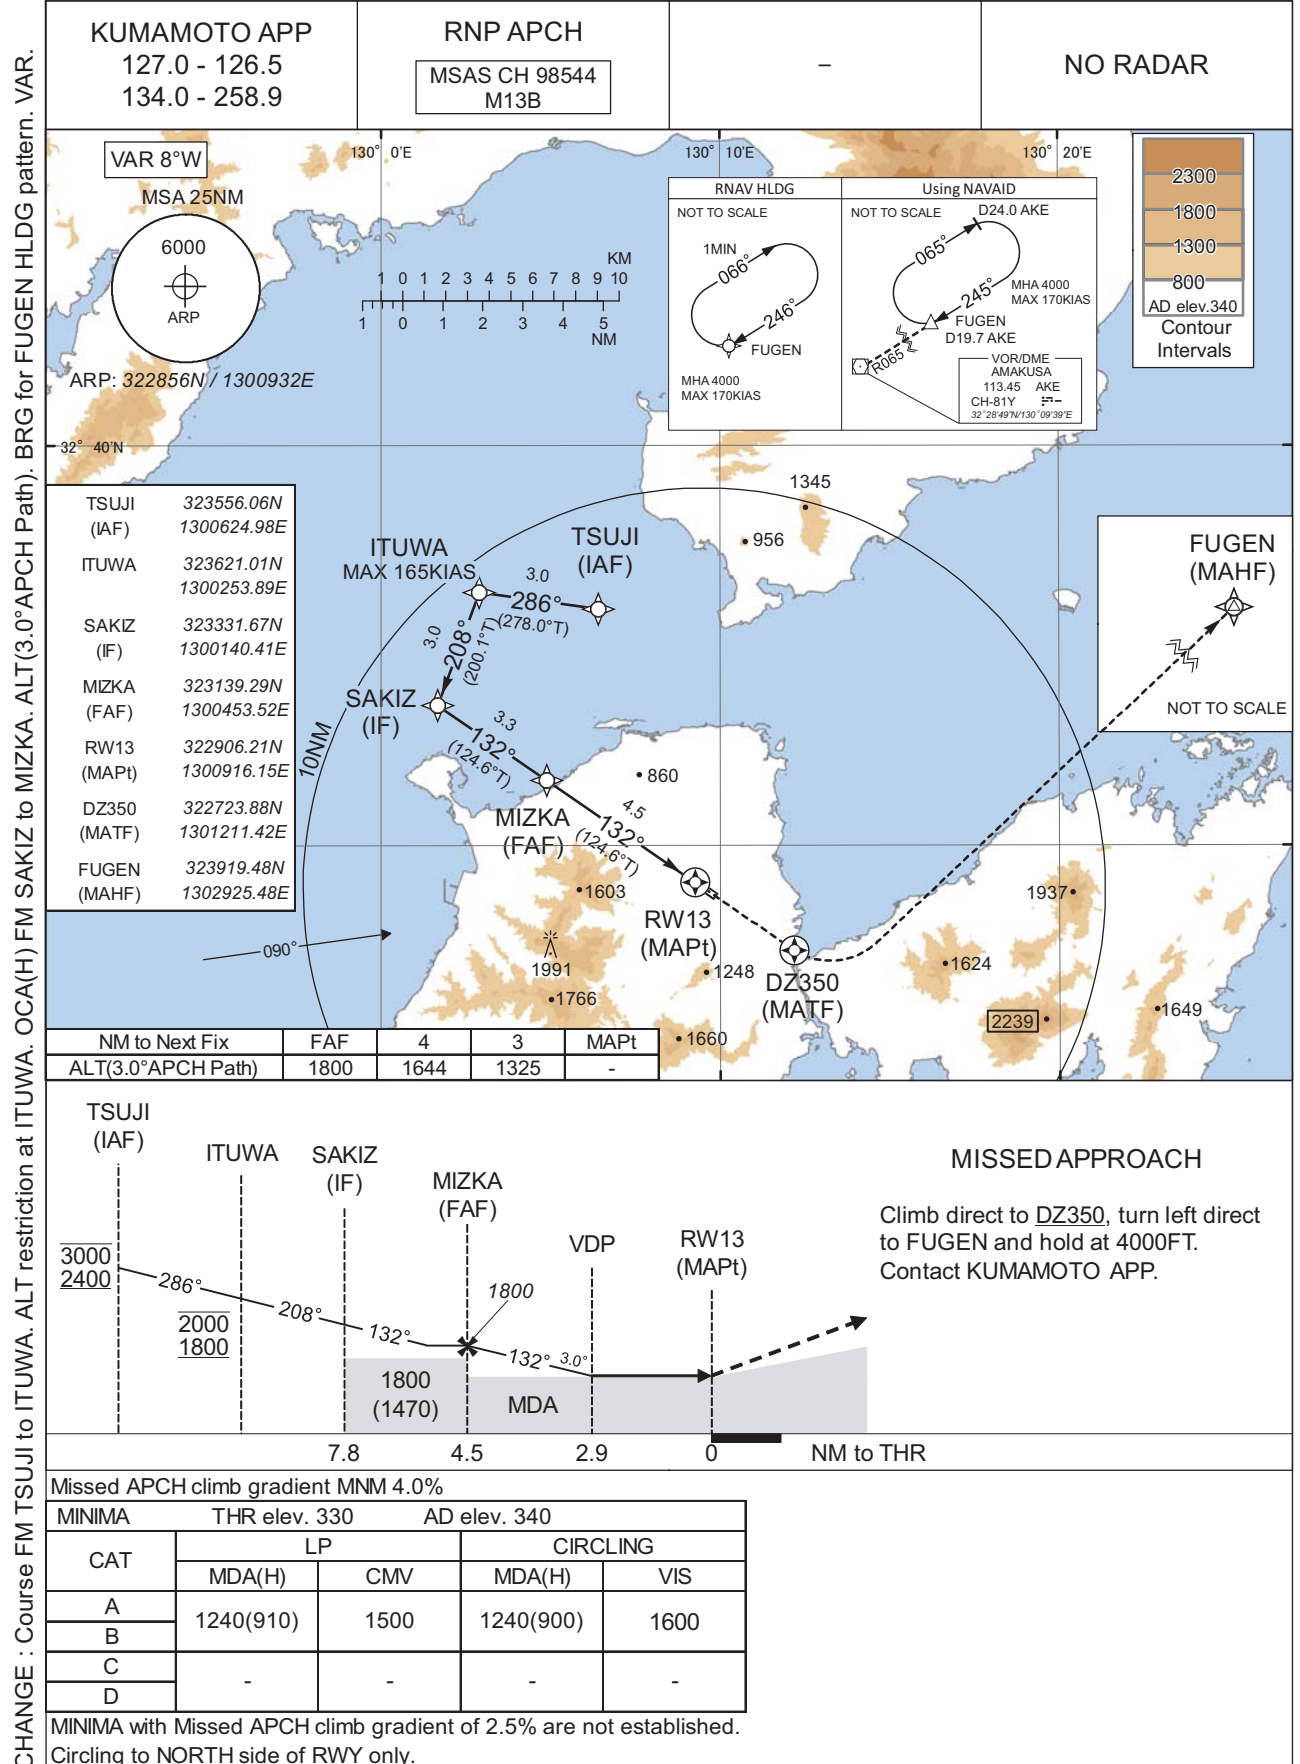 CHANGE : Course FM TSUJI to ITUWA. ALT restriction at ITUWA. OCA(H) FM SAKIZ to MIZKA. ALT(3.0°APCH Path). BRG for FUGEN HLDG pattern. VAR.
KUMAMOTO APP
127.0 - 126.5
134.0 - 258.9
RNP APCH
MSAS CH 98544
M13B
–
NO RADAR
VAR 8°W
MSA 25NM
6000
ARP
ARP: 322856N / 1300932E
130° 0'E
130° 10'E
130° 20'E
KM
1 0 1 2 3 4 5 6 7 8 9 10
1 0 1 2 3 4 5
NM
RNAV HLDG
NOT TO SCALE
1MIN
066°
246°
FUGEN
MHA 4000
MAX 170KIAS
Using NAVAID
NOT TO SCALE
D24.0 AKE
065°
245°
MHA 4000
MAX 170KIAS
FUGEN
D19.7 AKE
R065
VOR/DME
AMAKUSA
113.45 AKE
CH-81Y
32°28'49"N/130°09'39"E
2300
1800
1300
800
AD elev.340
Contour
Intervals
32° 40'N
TSUJI 323556.06N
(IAF) 1300624.98E
ITUWA 323621.01N
1300253.89E
SAKIZ 323331.67N
(IF) 1300140.41E
MIZKA 323139.29N
(FAF) 1300453.52E
RW13 322906.21N
(MAPt) 1300916.15E
DZ350 322723.88N
(MATF) 1301211.42E
FUGEN 323919.48N
(MAHF) 1302925.48E
1345
956
ITUWA
MAX 165KIAS
TSUJI
(IAF)
3.0
286°
(278.0°T)
3.0
208°
(200.1°T)
SAKIZ
(IF)
3.3
132°
(124.6°T)
10NM
860
MIZKA
(FAF)
4.5
132°
(124.6°T)
FUGEN
(MAHF)
NOT TO SCALE
1603
RW13
(MAPt)
1937
090°
1991
1248
DZ350
(MATF)
1624
1766
2239
1649
1660
NM to Next Fix FAF 4 3 MAPt
ALT(3.0°APCH Path) 1800 1644 1325 -
TSUJI
(IAF)
ITUWA
SAKIZ
(IF)
MIZKA
(FAF)
VDP
RW13
(MAPt)
MISSED APPROACH
Climb direct to DZ350, turn left direct
to FUGEN and hold at 4000FT.
Contact KUMAMOTO APP.
3000
2400
286°
2000
1800
208°
132°
1800
132° 3.0°
1800
(1470)
MDA
7.8 4.5 2.9 0 NM to THR
Missed APCH climb gradient MNM 4.0%
MINIMA THR elev. 330 AD elev. 340
CAT LP CIRCLING
MDA(H) CMV MDA(H) VIS
A
B
1240(910) 1500 1240(900) 1600
C
D
- - - -
MINIMA with Missed APCH climb gradient of 2.5% are not established.
Circling to NORTH side of RWY only.